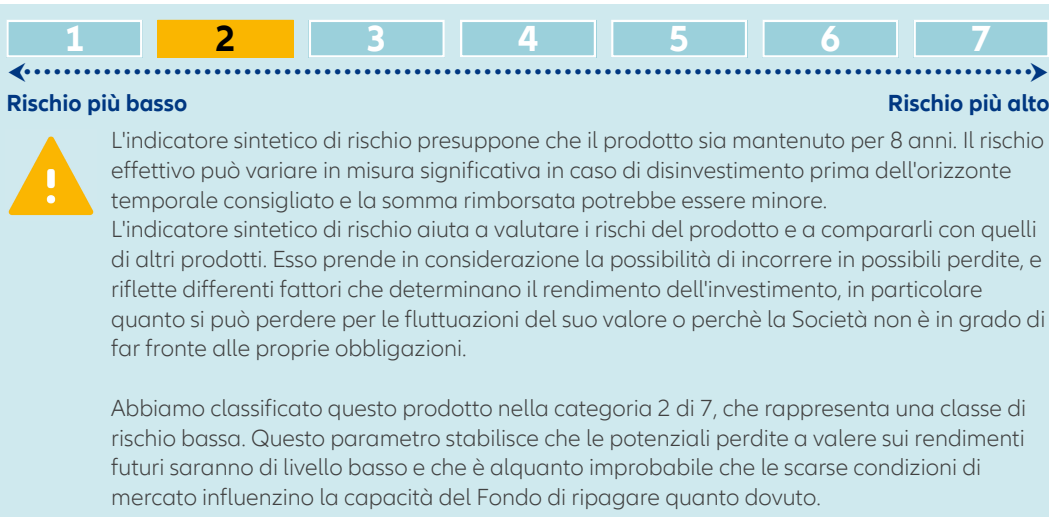 1 2 3 4 5 6 7
Rischio più basso Rischio più alto
L'indicatore sintetico di rischio presuppone che il prodotto sia mantenuto per 8 anni. Il rischio
effettivo può variare in misura significativa in caso di disinvestimento prima dell'orizzonte
temporale consigliato e la somma rimborsata potrebbe essere minore.
L'indicatore sintetico di rischio aiuta a valutare i rischi del prodotto e a compararli con quelli
di altri prodotti. Esso prende in considerazione la possibilità di incorrere in possibili perdite, e
riflette differenti fattori che determinano il rendimento dell'investimento, in particolare
quanto si può perdere per le fluttuazioni del suo valore o perchè la Società non è in grado di
far fronte alle proprie obbligazioni.
Abbiamo classificato questo prodotto nella categoria 2 di 7, che rappresenta una classe di
rischio bassa. Questo parametro stabilisce che le potenziali perdite a valere sui rendimenti
futuri saranno di livello basso e che è alquanto improbabile che le scarse condizioni di
mercato influenzino la capacità del Fondo di ripagare quanto dovuto.